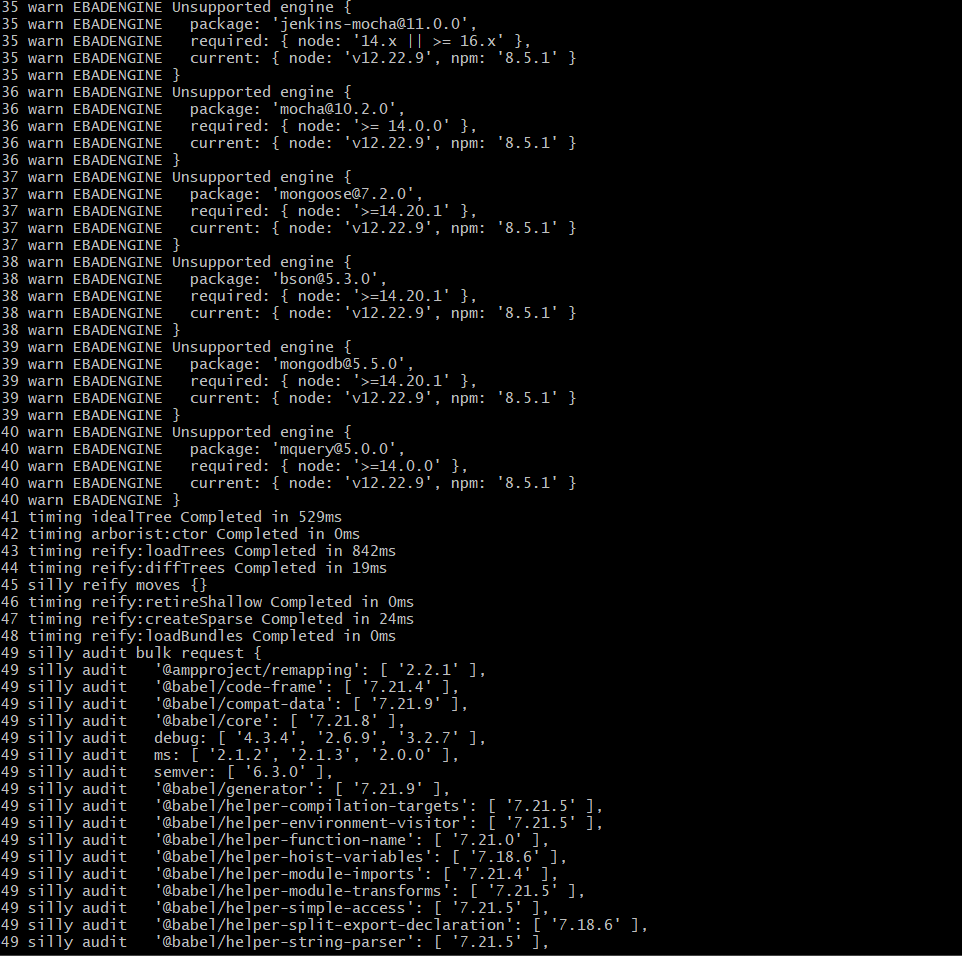 35 warn EBADENGINE Unsupported engine {
35 warn EBADENGINE   package: 'jenkins-mocha@11.0.0',
35 warn EBADENGINE   required: { node: '14.x || >= 16.x' },
35 warn EBADENGINE   current: { node: 'v12.22.9', npm: '8.5.1' }
35 warn EBADENGINE }
36 warn EBADENGINE Unsupported engine {
36 warn EBADENGINE   package: 'mocha@10.2.0',
36 warn EBADENGINE   required: { node: '>= 14.0.0' },
36 warn EBADENGINE   current: { node: 'v12.22.9', npm: '8.5.1' }
36 warn EBADENGINE }
37 warn EBADENGINE Unsupported engine {
37 warn EBADENGINE   package: 'mongoose@7.2.0',
37 warn EBADENGINE   required: { node: '>=14.20.1' },
37 warn EBADENGINE   current: { node: 'v12.22.9', npm: '8.5.1' }
37 warn EBADENGINE }
38 warn EBADENGINE Unsupported engine {
38 warn EBADENGINE   package: 'bson@5.3.0',
38 warn EBADENGINE   required: { node: '>=14.20.1' },
38 warn EBADENGINE   current: { node: 'v12.22.9', npm: '8.5.1' }
38 warn EBADENGINE }
39 warn EBADENGINE Unsupported engine {
39 warn EBADENGINE   package: 'mongodb@5.5.0',
39 warn EBADENGINE   required: { node: '>=14.20.1' },
39 warn EBADENGINE   current: { node: 'v12.22.9', npm: '8.5.1' }
39 warn EBADENGINE }
40 warn EBADENGINE Unsupported engine {
40 warn EBADENGINE   package: 'mquery@5.0.0',
40 warn EBADENGINE   required: { node: '>=14.0.0' },
40 warn EBADENGINE   current: { node: 'v12.22.9', npm: '8.5.1' }
40 warn EBADENGINE }
41 timing idealTree Completed in 529ms
42 timing arborist:ctor Completed in 0ms
43 timing reify:loadTrees Completed in 842ms
44 timing reify:diffTrees Completed in 19ms
45 silly reify moves {}
46 timing reify:retireShallow Completed in 0ms
47 timing reify:createSparse Completed in 24ms
48 timing reify:loadBundles Completed in 0ms
49 silly audit bulk request {
49 silly audit   '@ampproject/remapping': [ '2.2.1' ],
49 silly audit   '@babel/code-frame': [ '7.21.4' ],
49 silly audit   '@babel/compat-data': [ '7.21.9' ],
49 silly audit   '@babel/core': [ '7.21.8' ],
49 silly audit   debug: [ '4.3.4', '2.6.9', '3.2.7' ],
49 silly audit   ms: [ '2.1.2', '2.1.3', '2.0.0' ],
49 silly audit   semver: [ '6.3.0' ],
49 silly audit   '@babel/generator': [ '7.21.9' ],
49 silly audit   '@babel/helper-compilation-targets': [ '7.21.5' ],
49 silly audit   '@babel/helper-environment-visitor': [ '7.21.5' ],
49 silly audit   '@babel/helper-function-name': [ '7.21.0' ],
49 silly audit   '@babel/helper-hoist-variables': [ '7.18.6' ],
49 silly audit   '@babel/helper-module-imports': [ '7.21.4' ],
49 silly audit   '@babel/helper-module-transforms': [ '7.21.5' ],
49 silly audit   '@babel/helper-simple-access': [ '7.21.5' ],
49 silly audit   '@babel/helper-split-export-declaration': [ '7.18.6' ],
49 silly audit   '@babel/helper-string-parser': [ '7.21.5' ],